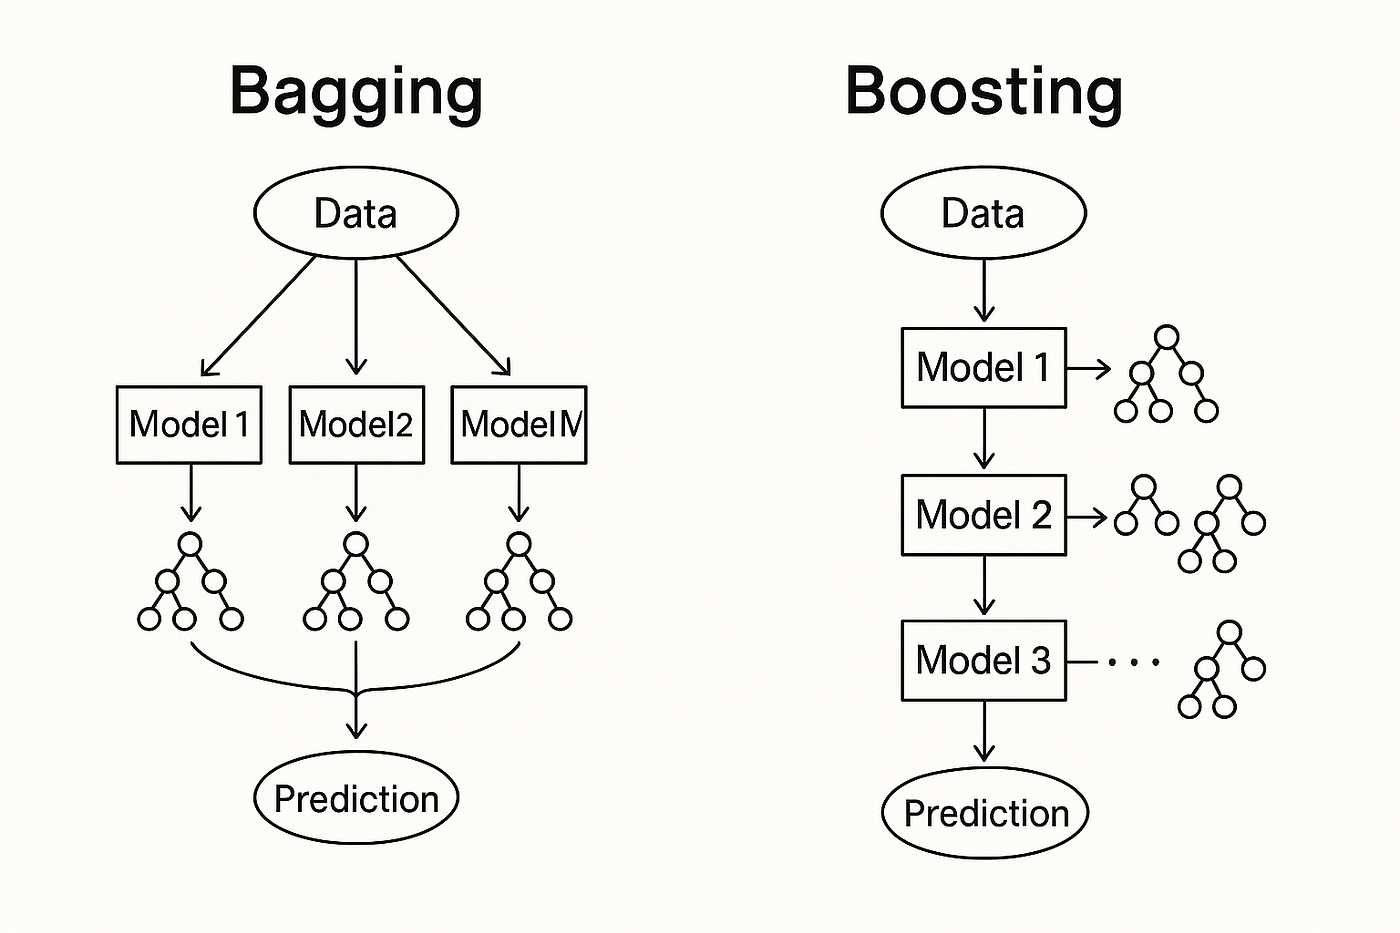 Bagging
Data
Model 1
Model2
ModelM
Prediction
Boosting
Data
Model 1
Model 2
Model 3
Prediction